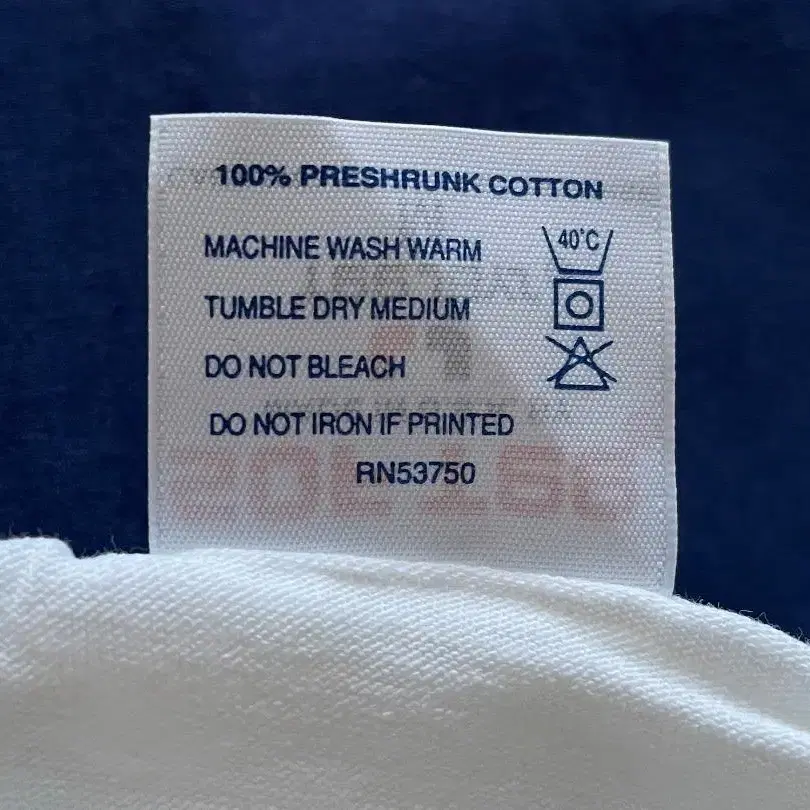 100% PRESHRUNK COTTON
MACHINE WASH WARM 40°C
TUMBLE DRY MEDIUM
DO NOT BLEACH
DO NOT IRON IF PRINTED
RN53750